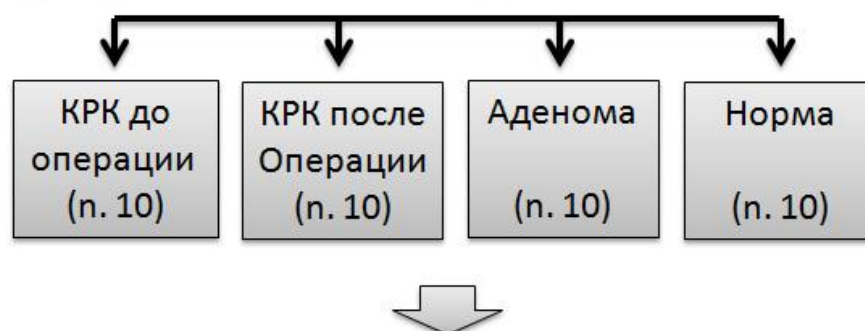 КРК до
операции
(n. 10)
КРК после
Операции
(n. 10)
Аденома
(n. 10)
Норма
(n. 10)